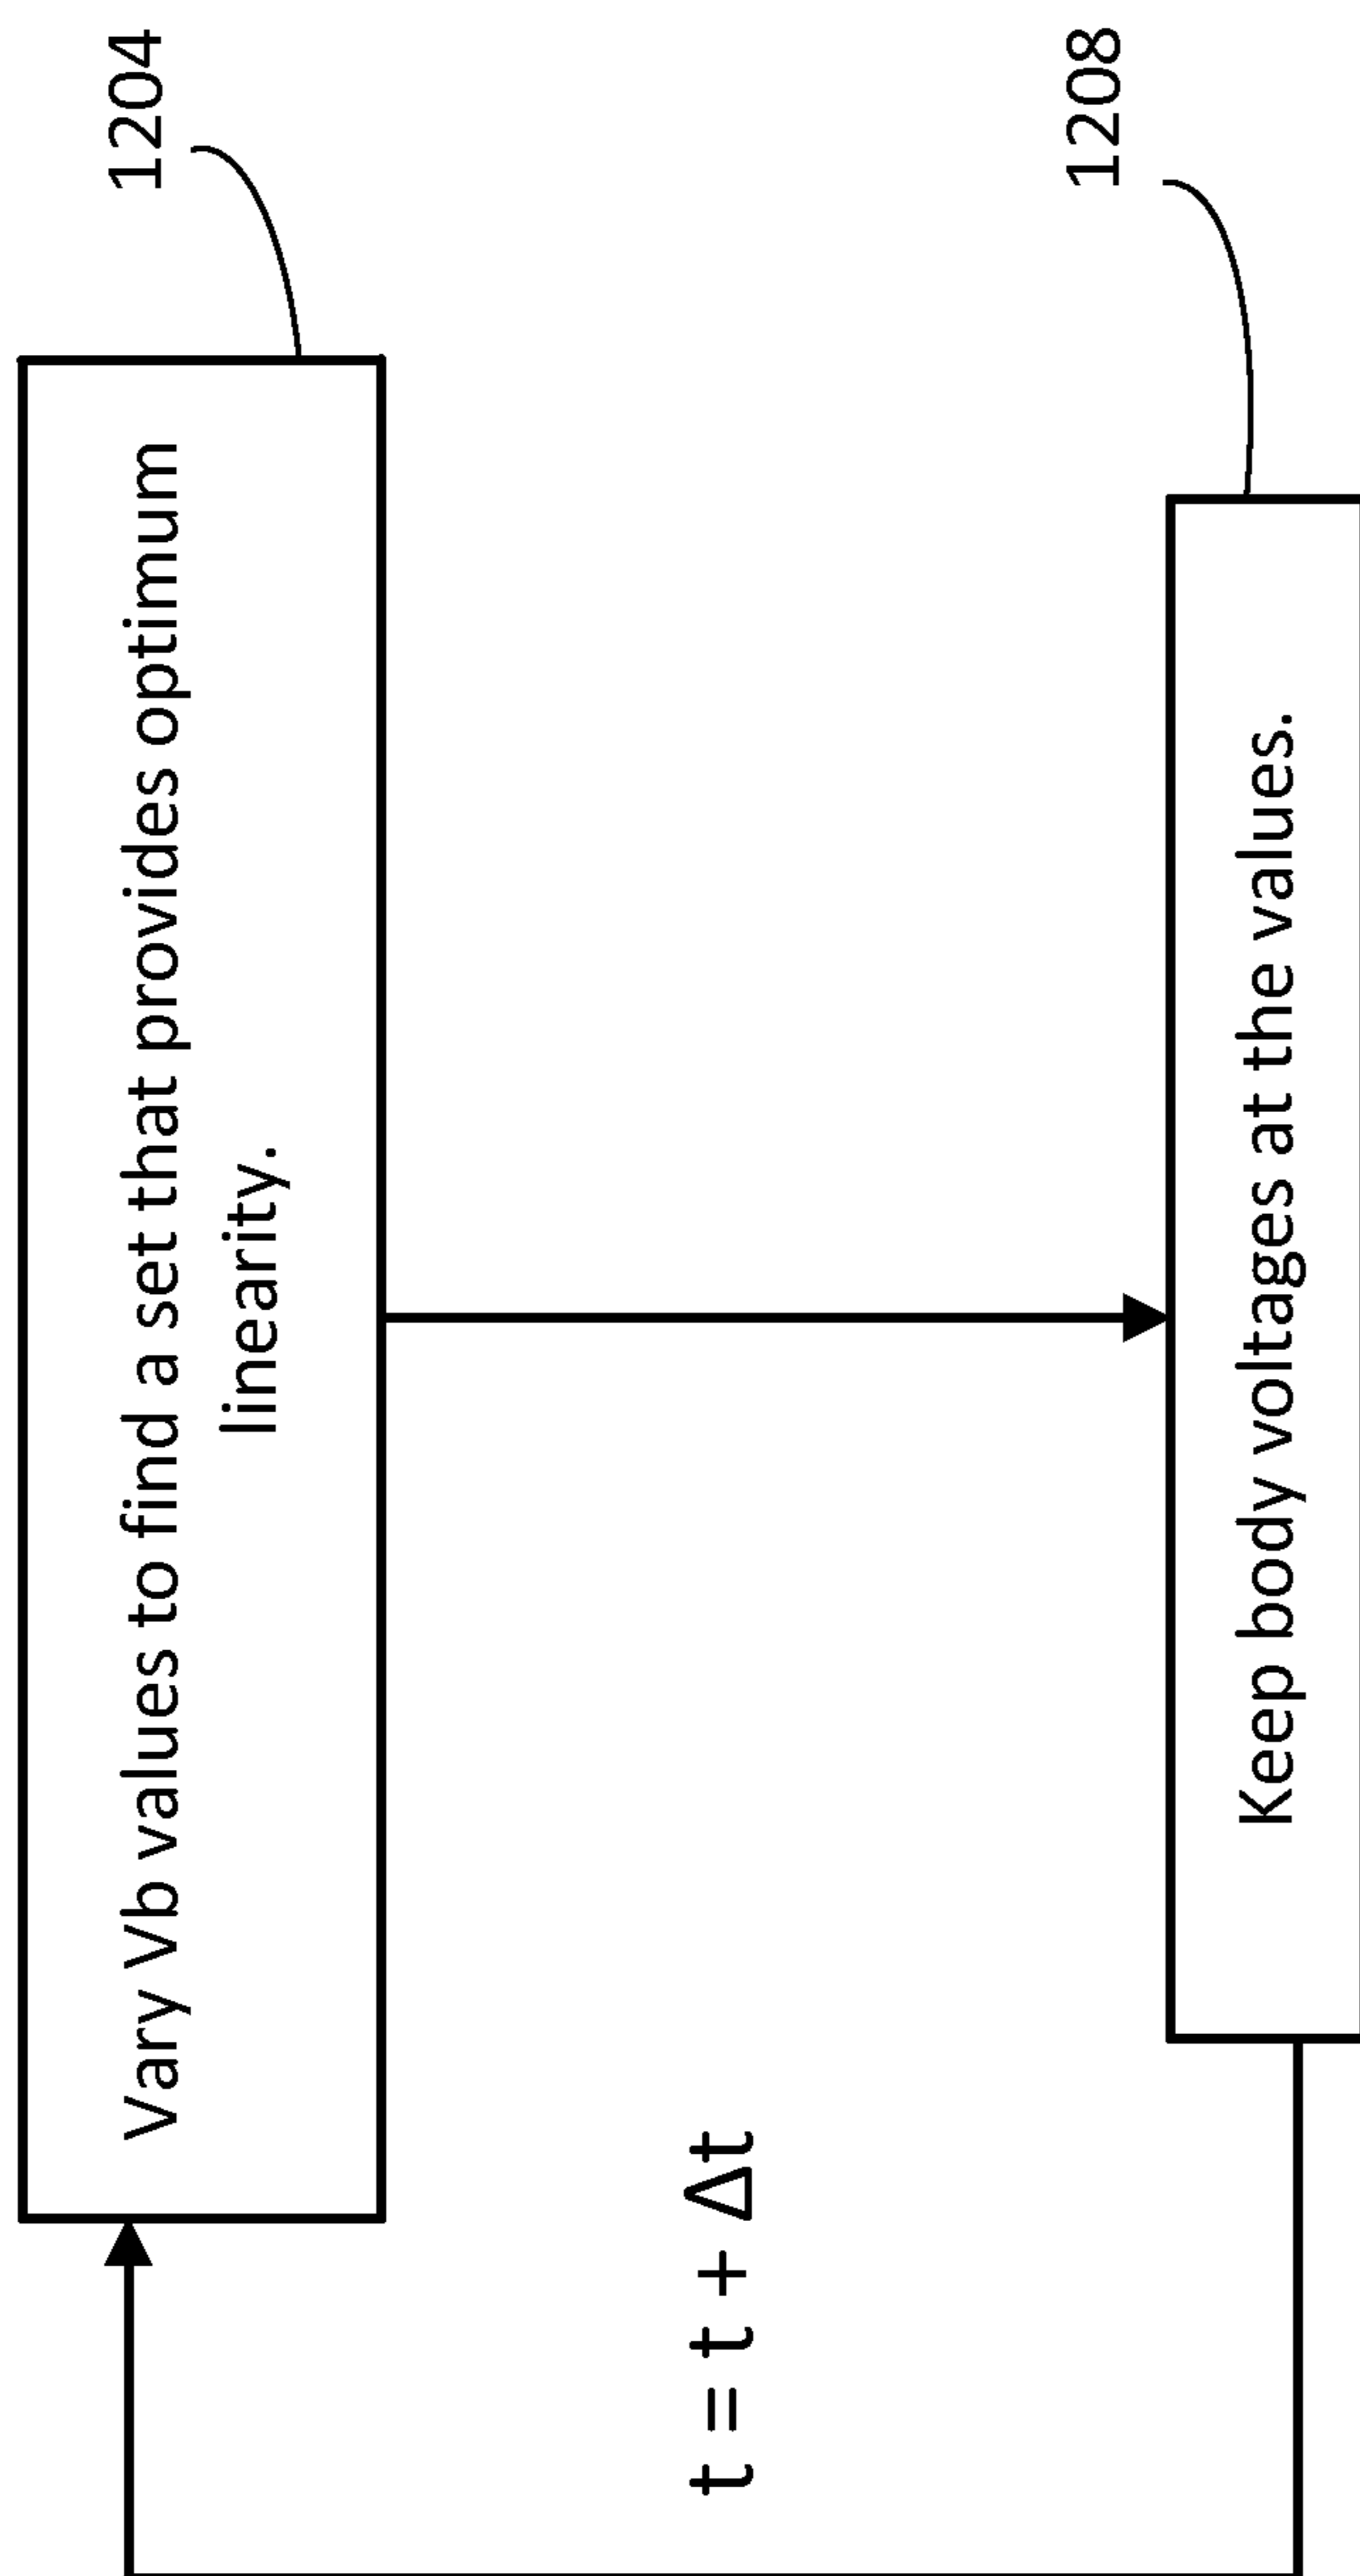 1204
Vary Vb values to find a set that provides optimum
linearity.
t = t + Δt
1208
Keep body voltages at the values.